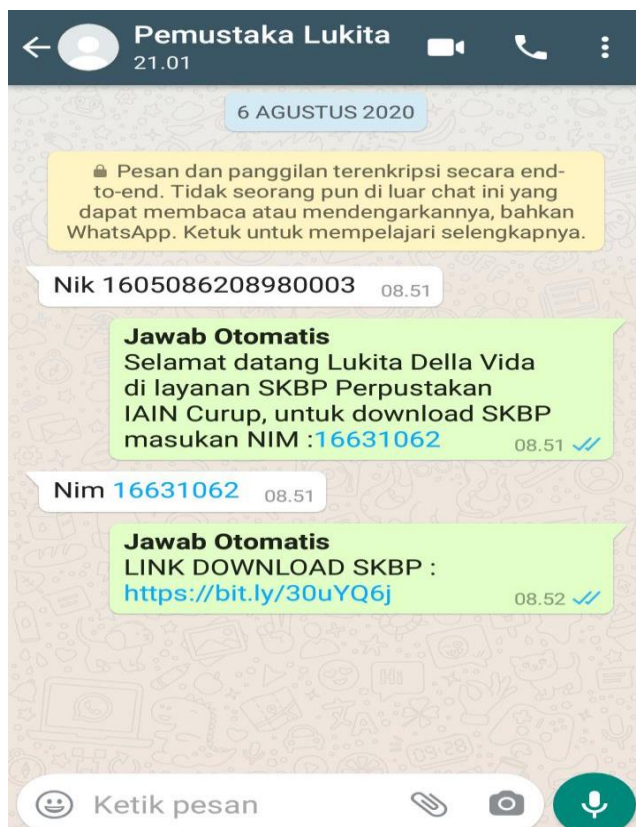 Pemustaka Lukita
21.01
6 AGUSTUS 2020
Pesan dan panggilan terenkripsi secara end-
to-end. Tidak seorang pun di luar chat ini yang
dapat membaca atau mendengarkannya, bahkan
WhatsApp. Ketuk untuk mempelajari selengkapnya.
Nik 1605086208980003 08.51
Jawab Otomatis
Selamat datang Lukita Della Vida
di layanan SKBP Perpustakan
IAIN Curup, untuk download SKBP
masukan NIM :16631062 08.51
Nim 16631062 08.51
Jawab Otomatis
LINK DOWNLOAD SKBP :
https://bit.ly/30uYQ6j 08.52
Ketik pesan